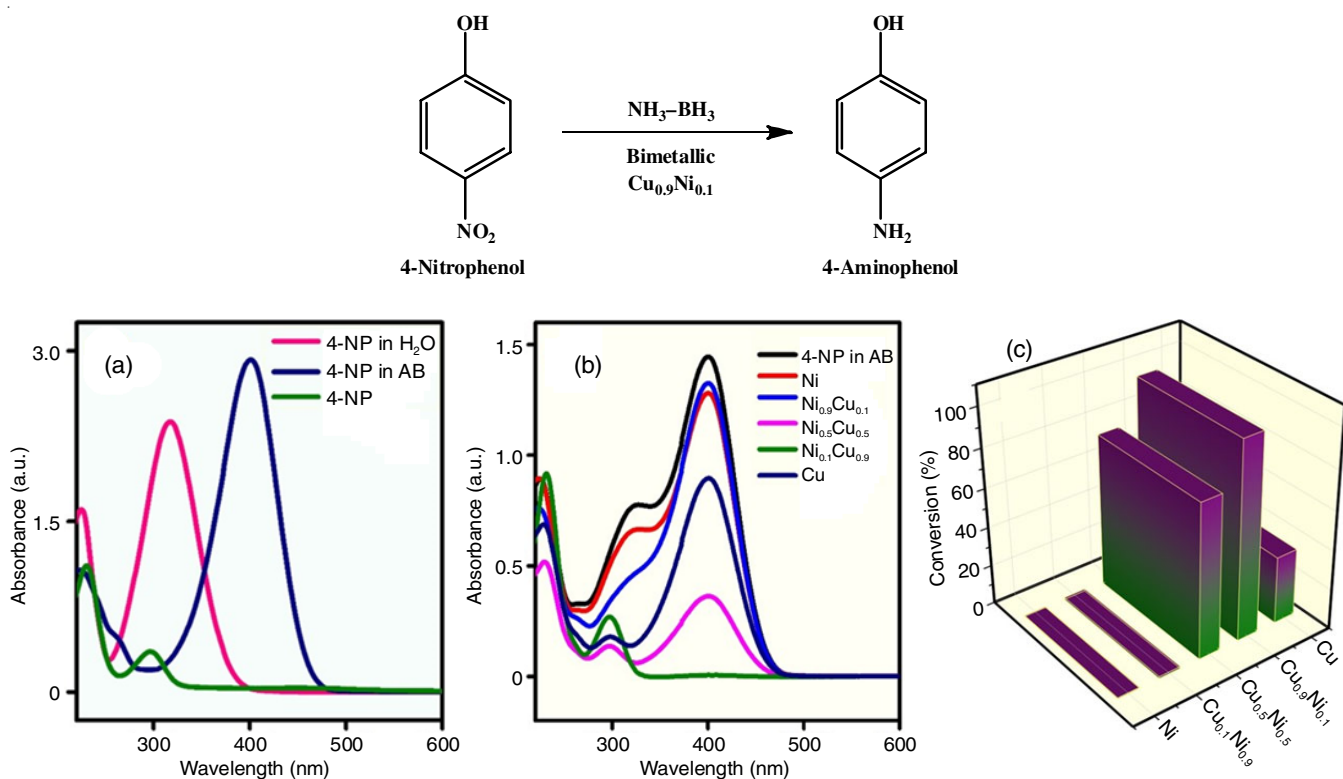 OH
OH
NH₃–BH₃
Bimetallic
Cu₀.₉Ni₀.₁
NO₂
NH₂
4-Nitrophenol
4-Aminophenol
(a)
4-NP in H₂O
4-NP in AB
4-NP
3.0
1.5
0
Absorbance (a.u.)
300
400
500
600
Wavelength (nm)
(b)
4-NP in AB
Ni
Ni₀.₉Cu₀.₁
Ni₀.₅Cu₀.₅
Ni₀.₁Cu₀.₉
Cu
1.5
1.0
0.5
0
Absorbance (a.u.)
300
400
500
600
Wavelength (nm)
(c)
100
80
60
40
20
0
Conversion (%)
Ni
Cu₀.₁Ni₀.₉
Cu₀.₅Ni₀.₅
Cu₀.₉Ni₀.₁
Cu